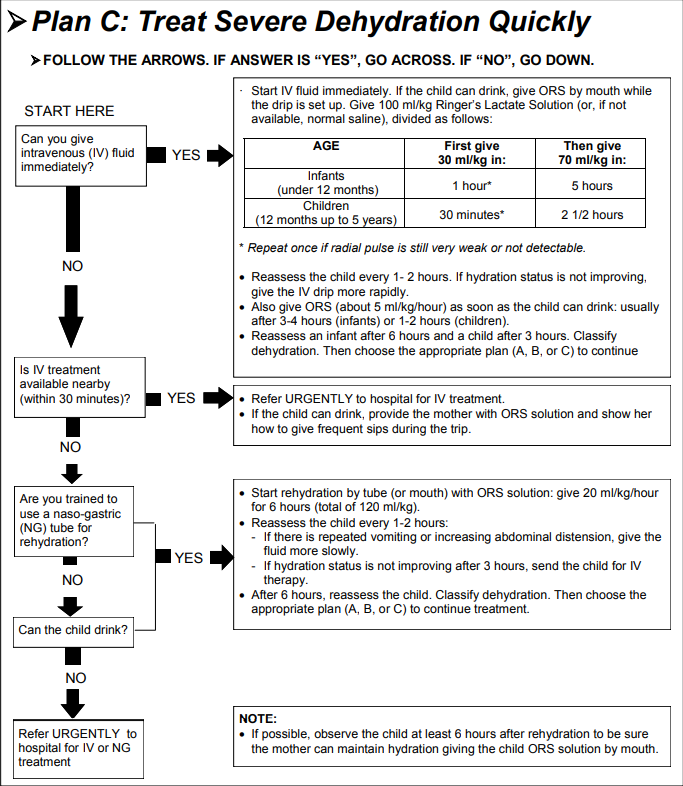 ➢ Plan C: Treat Severe Dehydration Quickly
➢ FOLLOW THE ARROWS. IF ANSWER IS “YES”, GO ACROSS. IF “NO”, GO DOWN.
START HERE
Can you give
intravenous (IV) fluid
immediately?
YES
· Start IV fluid immediately. If the child can drink, give ORS by mouth while
the drip is set up. Give 100 ml/kg Ringer’s Lactate Solution (or, if not
available, normal saline), divided as follows:
AGE First give Then give
30 ml/kg in: 70 ml/kg in:
Infants
(under 12 months) 1 hour* 5 hours
Children
(12 months up to 5 years) 30 minutes* 2 1/2 hours
* Repeat once if radial pulse is still very weak or not detectable.
• Reassess the child every 1- 2 hours. If hydration status is not improving,
give the IV drip more rapidly.
• Also give ORS (about 5 ml/kg/hour) as soon as the child can drink: usually
after 3-4 hours (infants) or 1-2 hours (children).
• Reassess an infant after 6 hours and a child after 3 hours. Classify
dehydration. Then choose the appropriate plan (A, B, or C) to continue
NO
Is IV treatment
available nearby
(within 30 minutes)?
YES
• Refer URGENTLY to hospital for IV treatment.
• If the child can drink, provide the mother with ORS solution and show her
how to give frequent sips during the trip.
NO
Are you trained to
use a naso-gastric
(NG) tube for
rehydration?
NO
Can the child drink?
YES
• Start rehydration by tube (or mouth) with ORS solution: give 20 ml/kg/hour
for 6 hours (total of 120 ml/kg).
• Reassess the child every 1-2 hours:
- If there is repeated vomiting or increasing abdominal distension, give the
fluid more slowly.
- If hydration status is not improving after 3 hours, send the child for IV
therapy.
• After 6 hours, reassess the child. Classify dehydration. Then choose the
appropriate plan (A, B, or C) to continue treatment.
NO
Refer URGENTLY to
hospital for IV or NG
treatment
NOTE:
• If possible, observe the child at least 6 hours after rehydration to be sure
the mother can maintain hydration giving the child ORS solution by mouth.